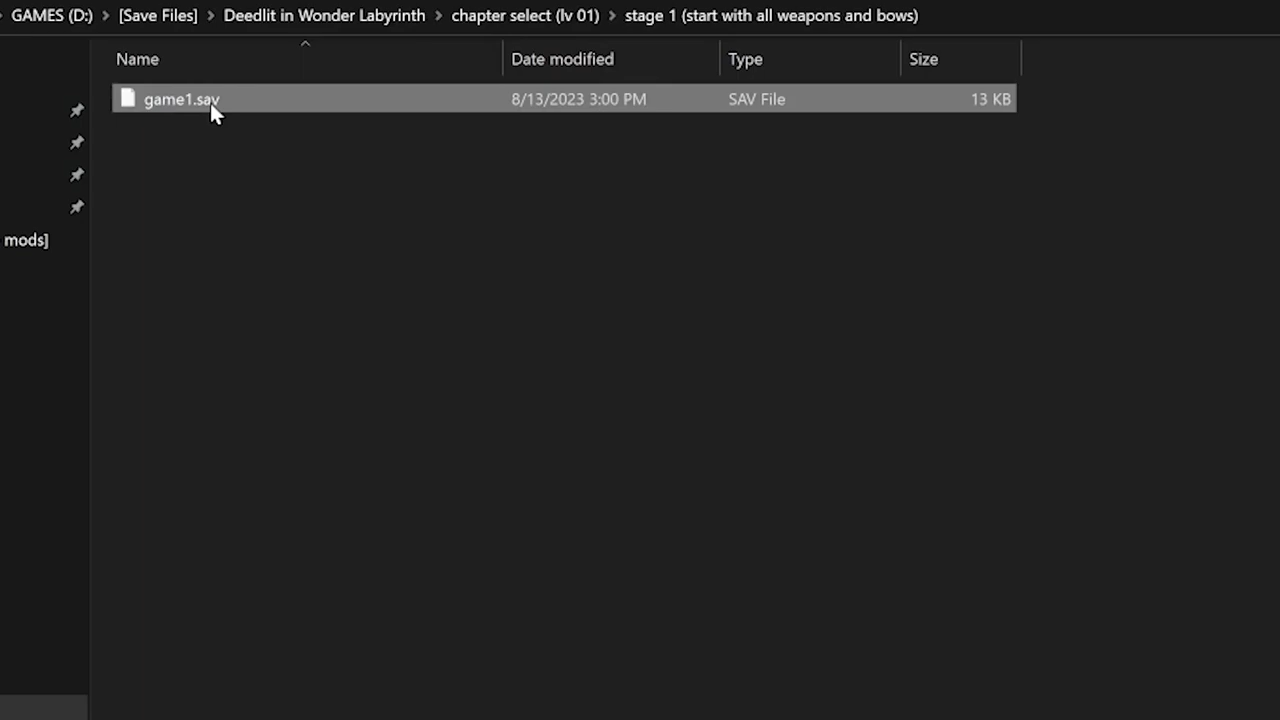 GAMES (D:) > [Save Files] > Deedlit in Wonder Labyrinth > chapter select (lv 01) > stage 1 (start with all weapons and bows)
Name Date modified Type Size
game1.sav 8/13/2023 3:00 PM SAV File 13 KB
mods]